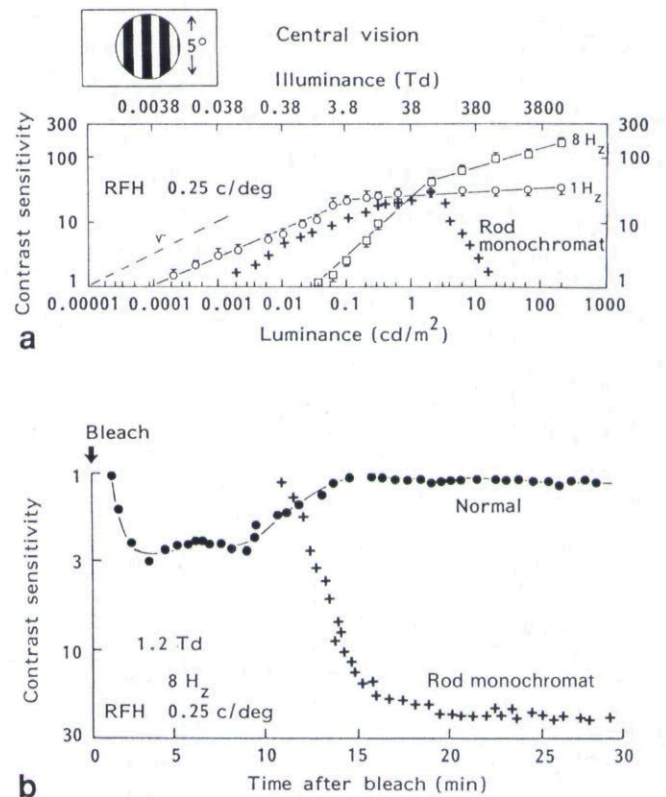 5°
Central vision
Illuminance (Td)
0.0038 0.038 0.38 3.8 38 380 3800
300 300
100 100
10 10
1 1
Contrast sensitivity
RFH 0.25 c/deg
√
8 Hz
1 Hz
Rod
monochromat
0.00001 0.0001 0.001 0.01 0.1 1 10 100 1000
Luminance (cd/m²)
a
Bleach
1
3
10
30
Contrast sensitivity
Normal
1.2 Td
8 Hz
RFH 0.25 c/deg
Rod monochromat
0 5 10 15 20 25 30
Time after bleach (min)
b